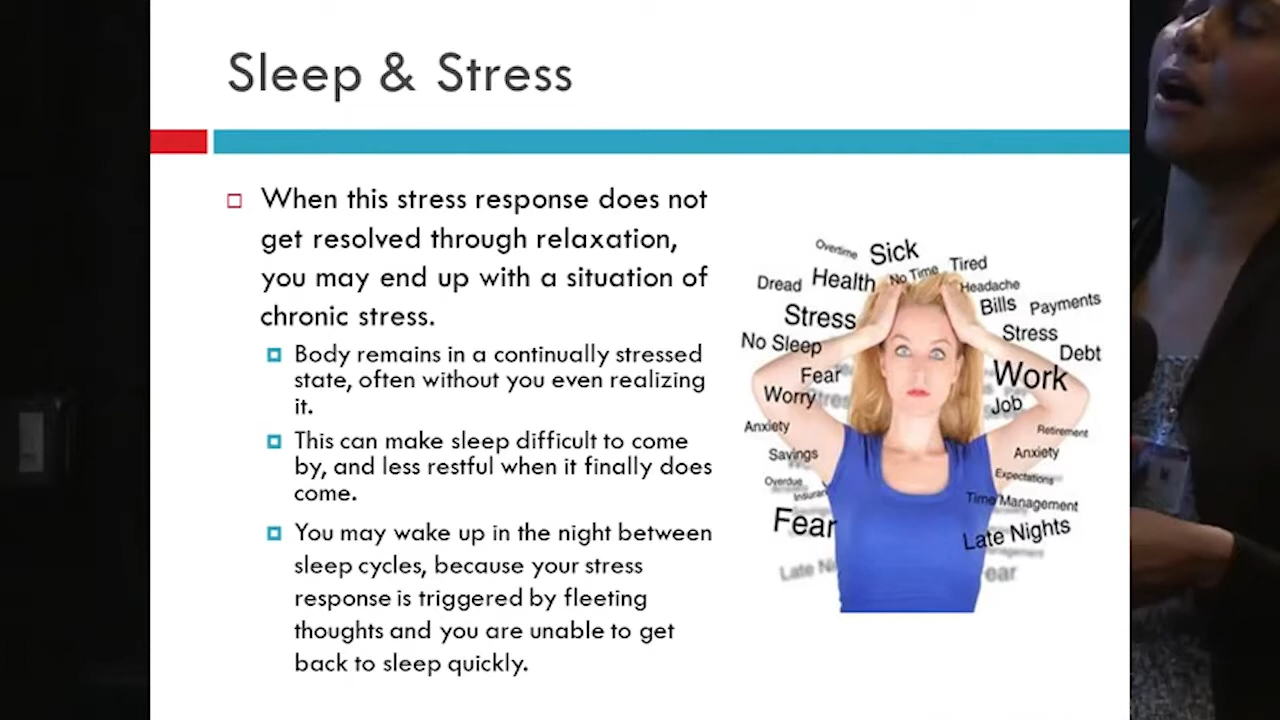 Sleep & Stress
When this stress response does not
get resolved through relaxation,
you may end up with a situation of
chronic stress.
Body remains in a continually stressed
state, often without you even realizing
it.
This can make sleep difficult to come
by, and less restful when it finally does
come.
You may wake up in the night between
sleep cycles, because your stress
response is triggered by fleeting
thoughts and you are unable to get
back to sleep quickly.
Overtime
Sick
Dread
Health
No Time
Tired
Headache
Stress
Bills
Payments
No Sleep
Stress
Debt
Fear
Work
Worry
Stres
Job
Anxiety
Retirement
Savings
Anxiety
Overdue
Expectations
Insuran
Time Management
Fear
Late Nights
Late Ni
ear